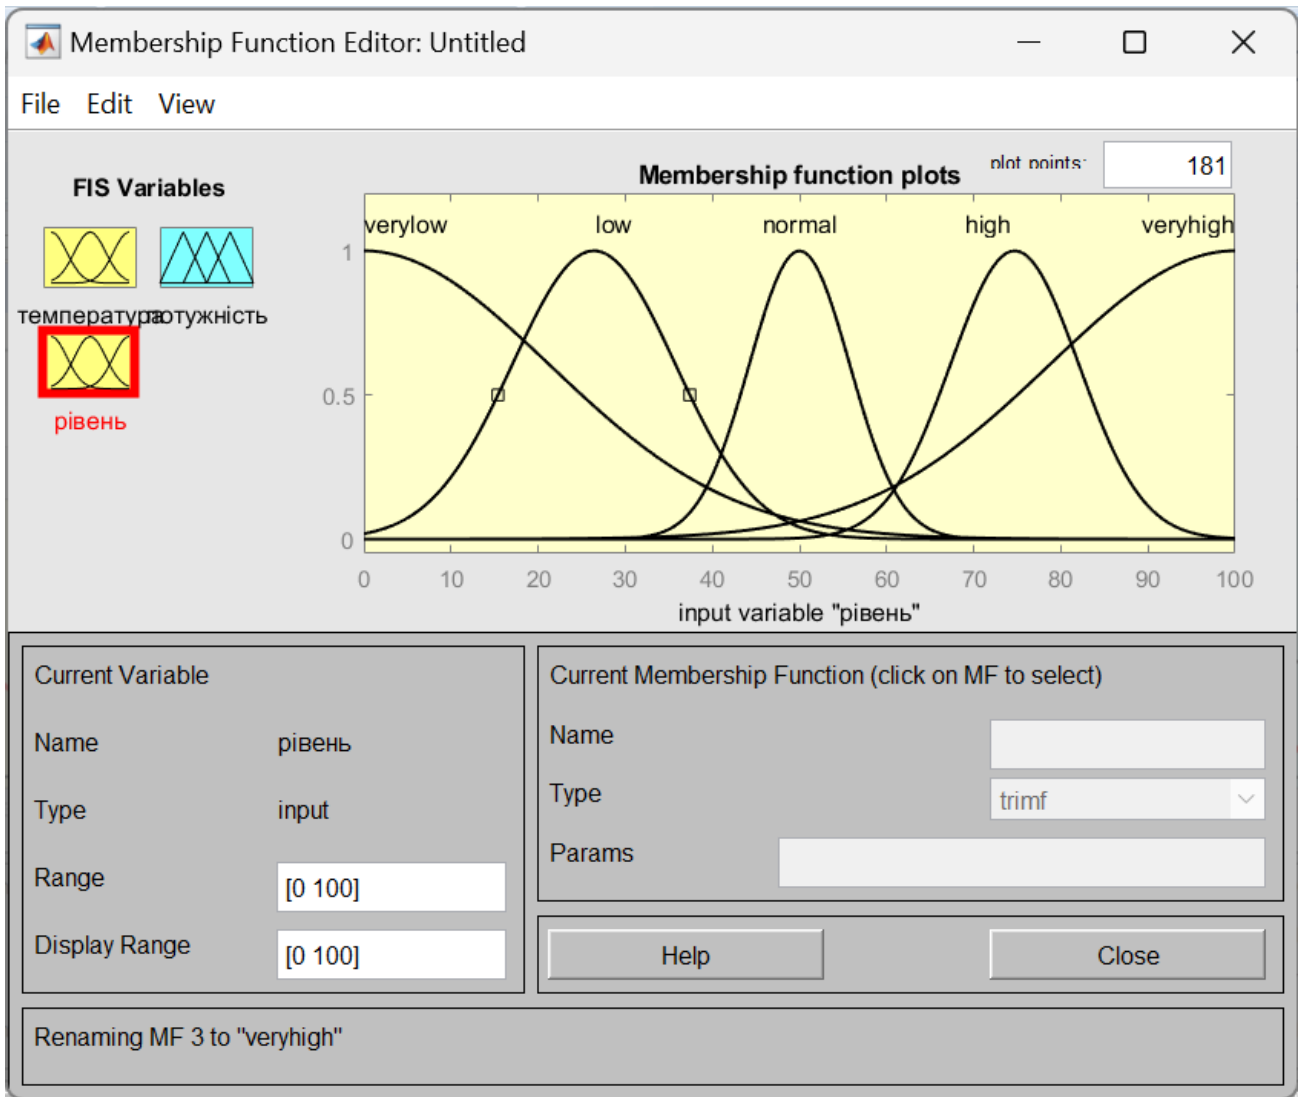 Membership Function Editor: Untitled
File Edit View
FIS Variables
температура
потужність
рівень
Membership function plots
plot points:
181
verylow low normal high veryhigh
1
0.5
0
0 10 20 30 40 50 60 70 80 90 100
input variable "рівень"
Current Variable
Name рівень
Type input
Range [0 100]
Display Range [0 100]
Current Membership Function (click on MF to select)
Name
Type trimf
Params
Help Close
Renaming MF 3 to "veryhigh"